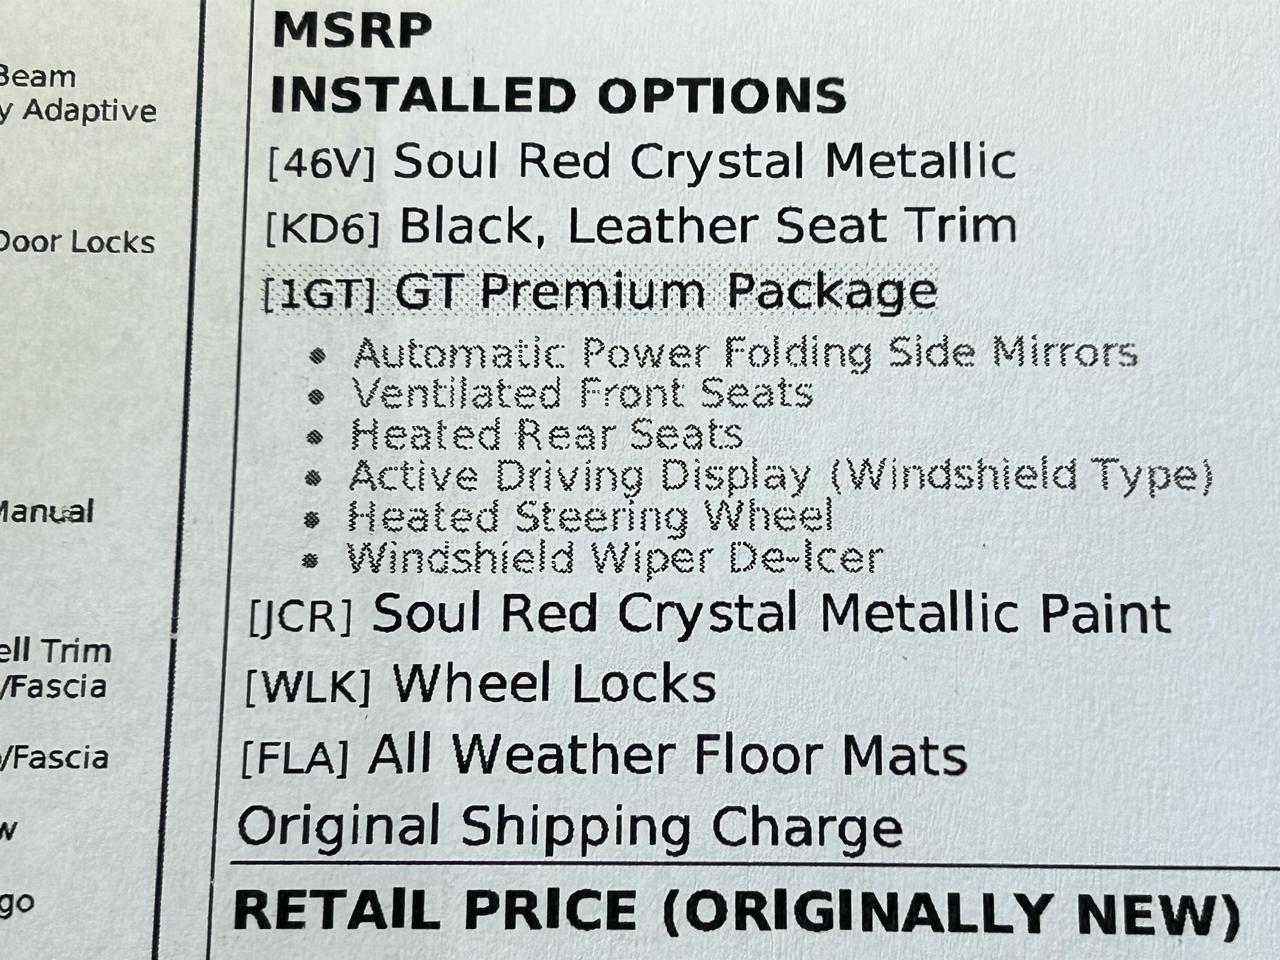 Beam
y Adaptive
Door Locks
Manual
ell Trim
/Fascia
/Fascia
w
go
MSRP
INSTALLED OPTIONS
[46V] Soul Red Crystal Metallic
[KD6] Black, Leather Seat Trim
[1GT] GT Premium Package
• Automatic Power Folding Side Mirrors
• Ventilated Front Seats
• Heated Rear Seats
• Active Driving Display (Windshield Type)
• Heated Steering Wheel
• Windshield Wiper De-Icer
[JCR] Soul Red Crystal Metallic Paint
[WLK] Wheel Locks
[FLA] All Weather Floor Mats
Original Shipping Charge
RETAIL PRICE (ORIGINALLY NEW)